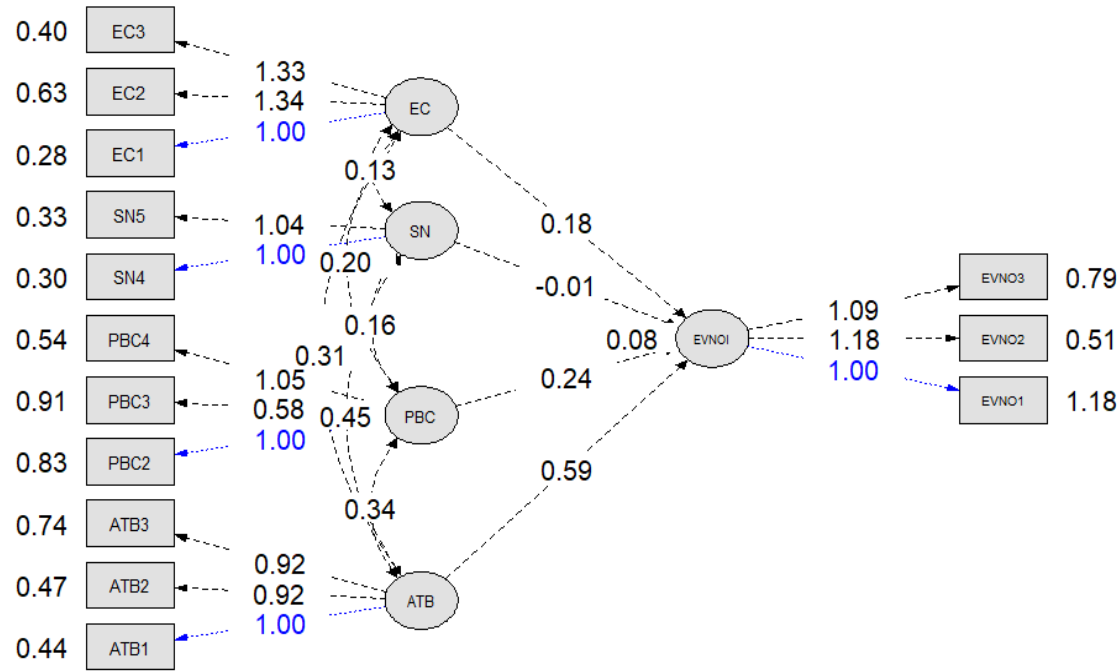 0.40 EC3
1.33
0.63 EC2
1.34
EC
0.28 EC1
1.00
0.13
0.33 SN5
1.04
SN
0.18
0.30 SN4
1.00
0.20
-0.01
EVNO3 0.79
0.54 PBC4
0.16
1.09
0.31
0.08
EVNOI
1.18
EVNO2 0.51
1.05
0.24
1.00
0.91 PBC3
0.58
0.45
PBC
EVNO1 1.18
0.83 PBC2
1.00
0.59
0.74 ATB3
0.34
0.92
0.47 ATB2
0.92
ATB
1.00
0.44 ATB1